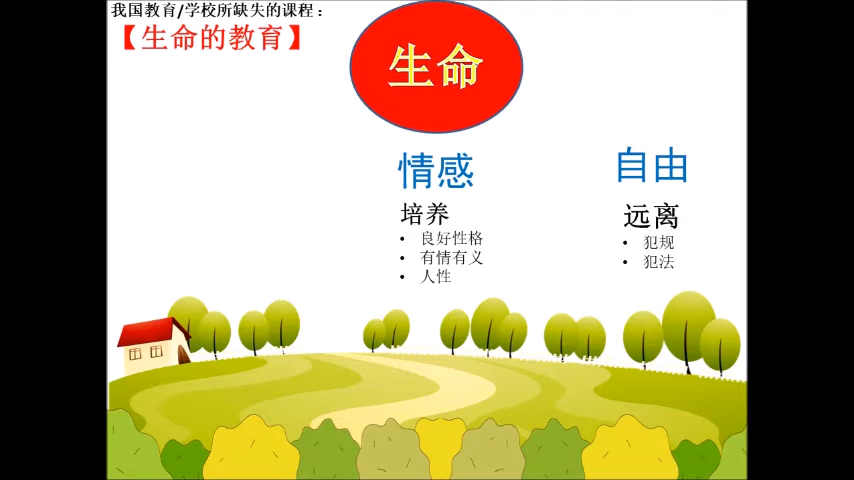 我国教育/学校所缺失的课程：
【生命的教育】
生命
情感
培养
• 良好性格
• 有情有义
• 人性
自由
远离
• 犯规
• 犯法